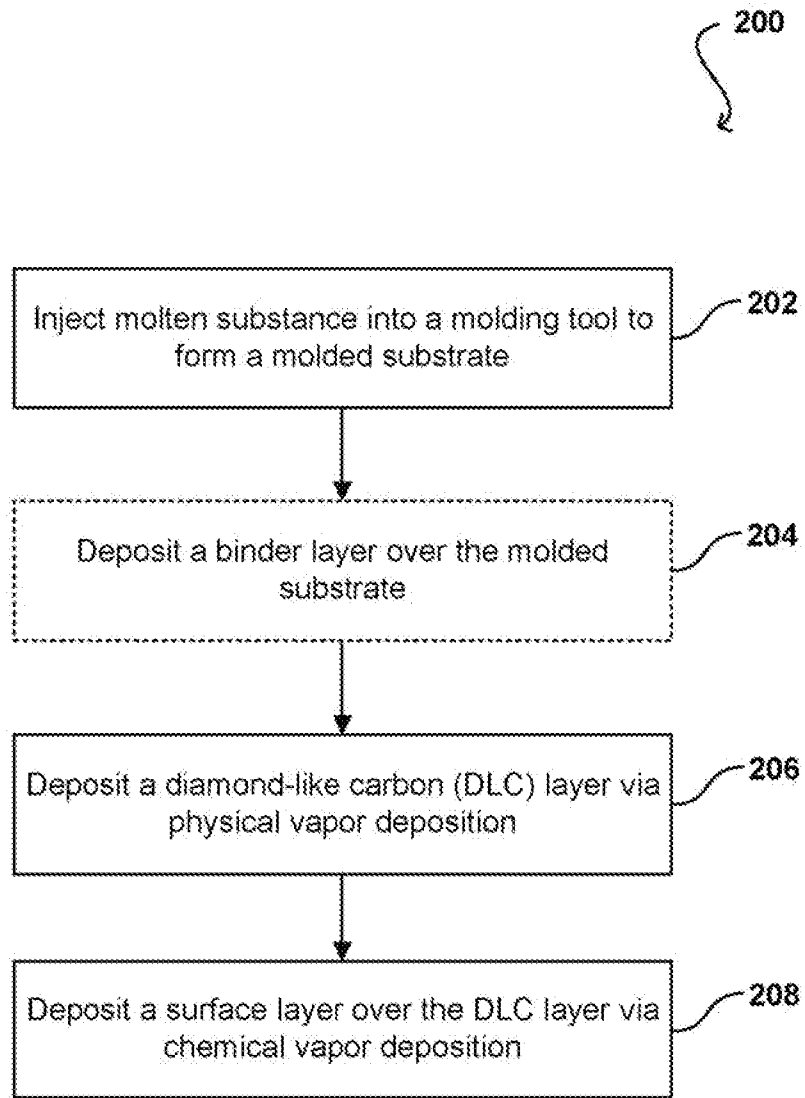 200
Inject molten substance into a molding tool to
form a molded substrate
202
Deposit a binder layer over the molded
substrate
204
Deposit a diamond-like carbon (DLC) layer via
physical vapor deposition
206
Deposit a surface layer over the DLC layer via
chemical vapor deposition
208